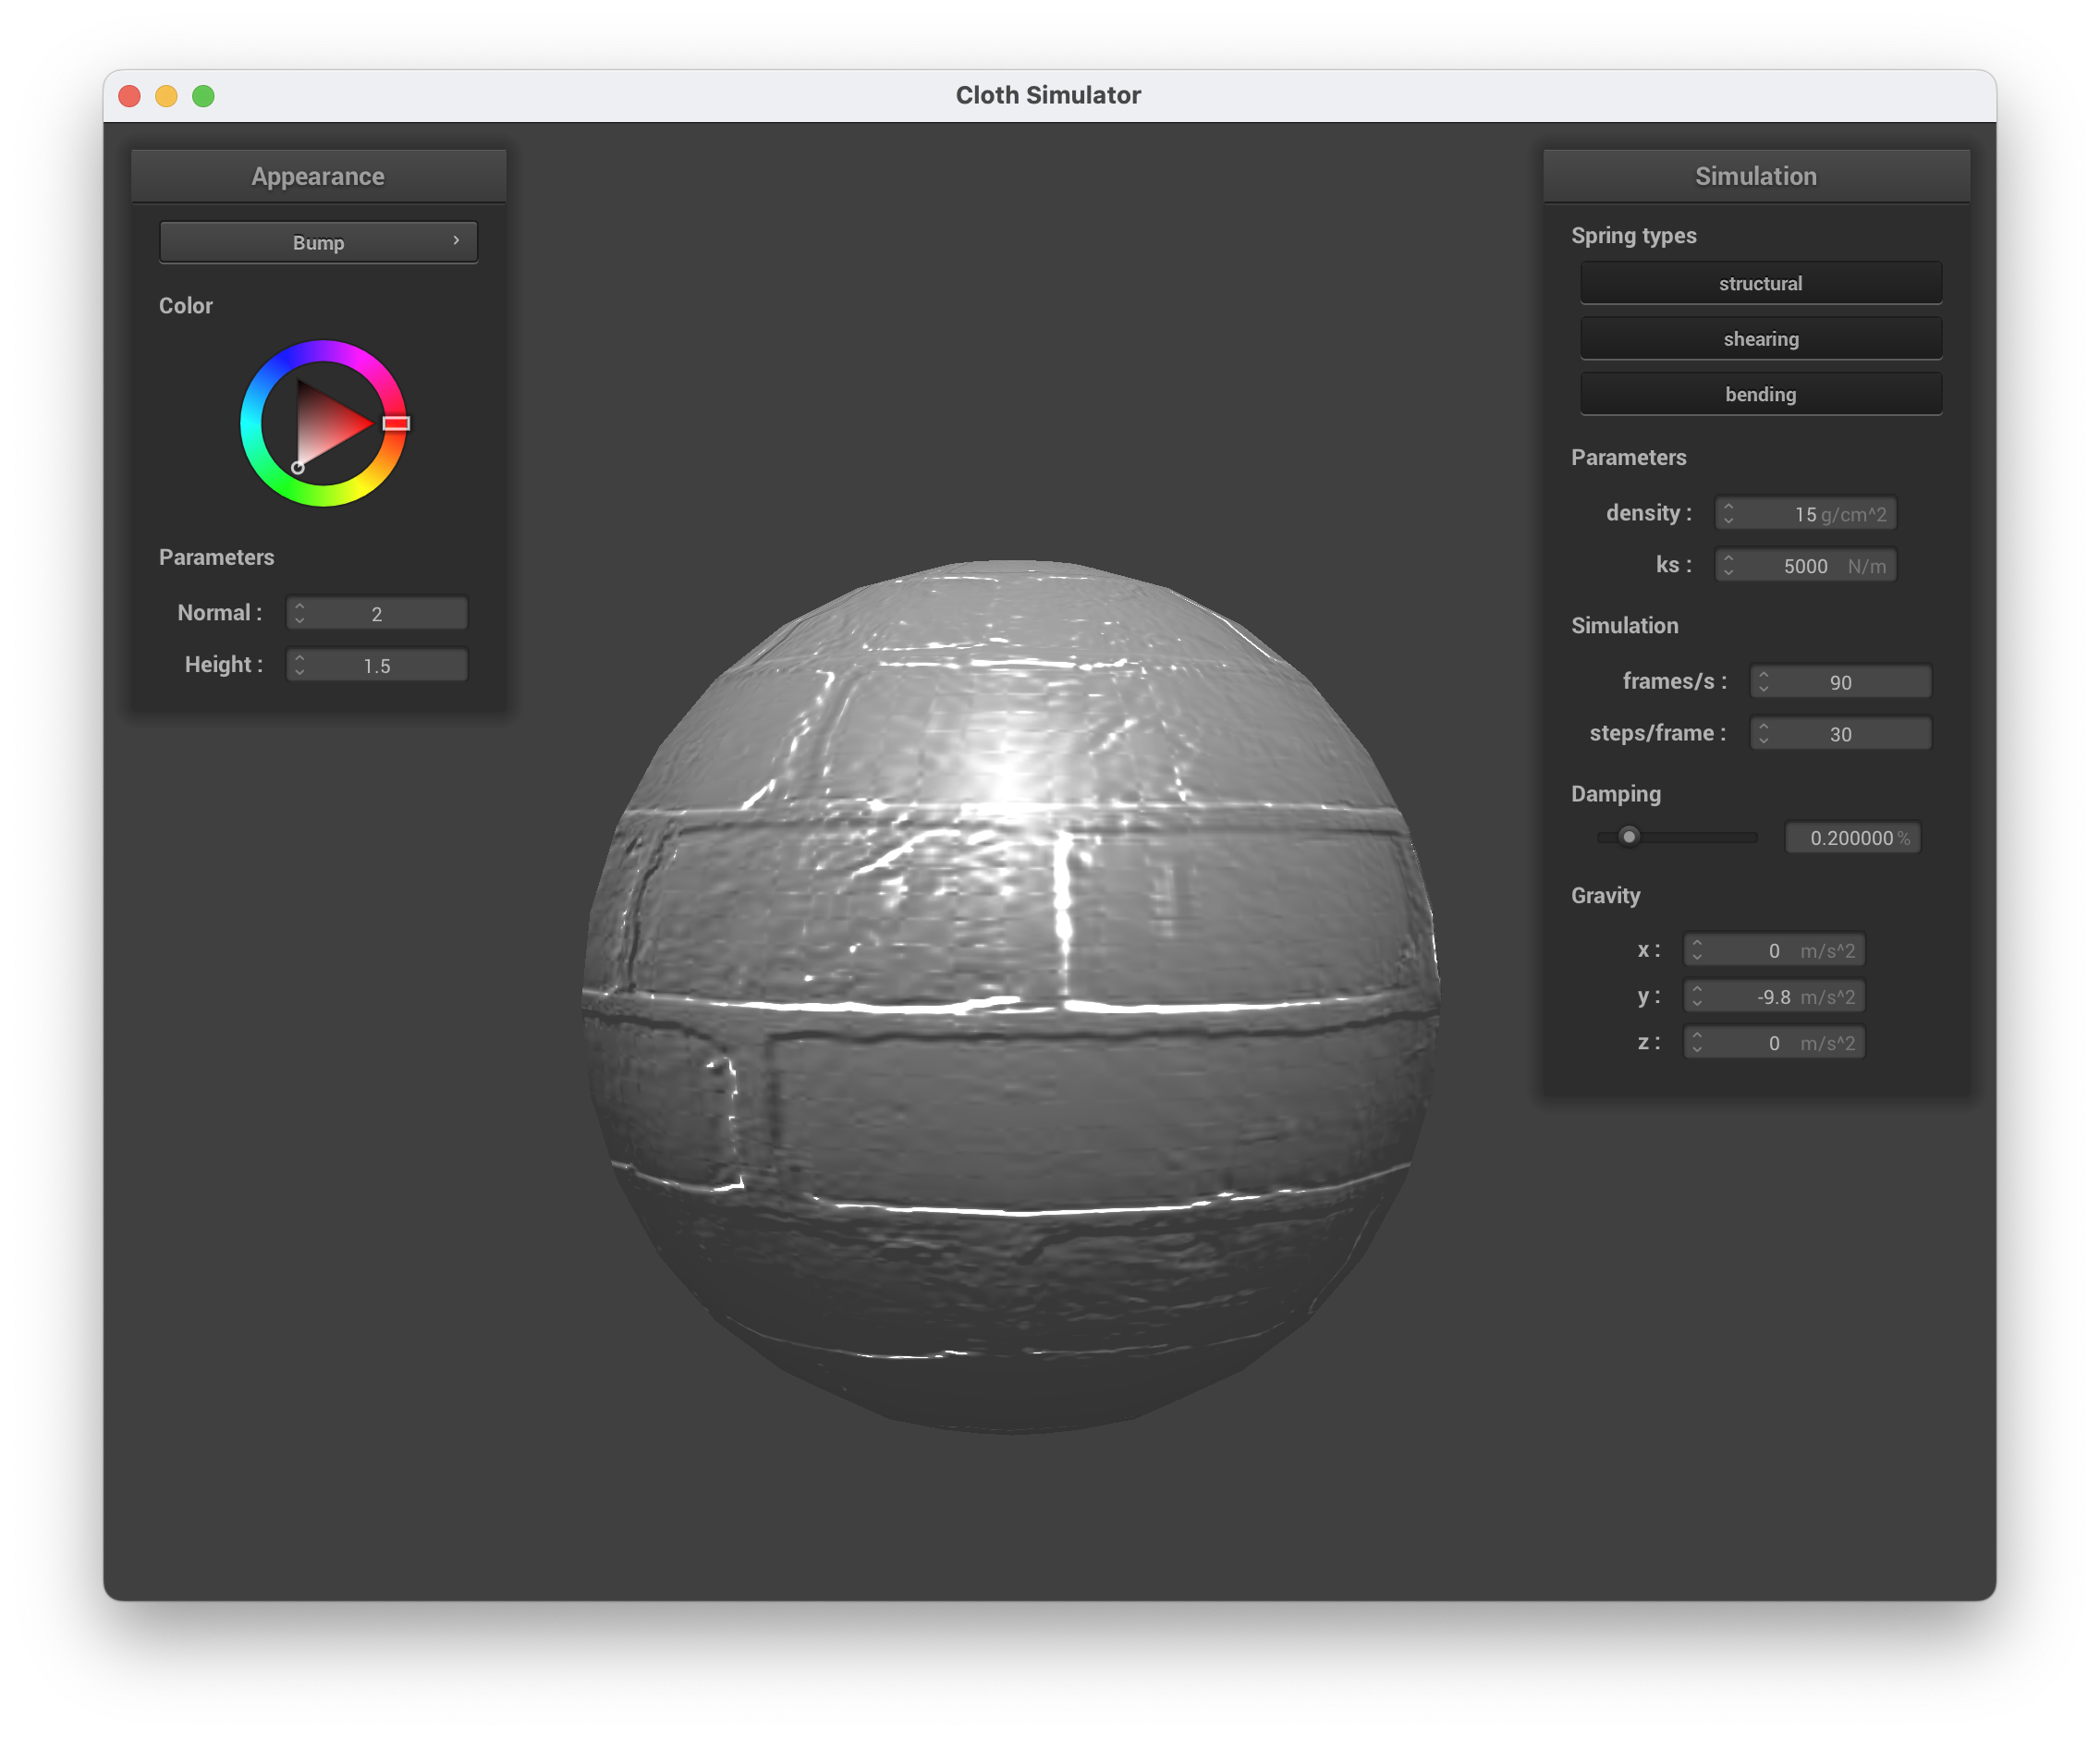 Cloth Simulator
Appearance
Bump
Color
Parameters
Normal : 2
Height : 1.5
Simulation
Spring types
structural
shearing
bending
Parameters
density : 15 g/cm^2
ks : 5000 N/m
Simulation
frames/s : 90
steps/frame : 30
Damping
0.200000 %
Gravity
x : 0 m/s^2
y : -9.8 m/s^2
z : 0 m/s^2